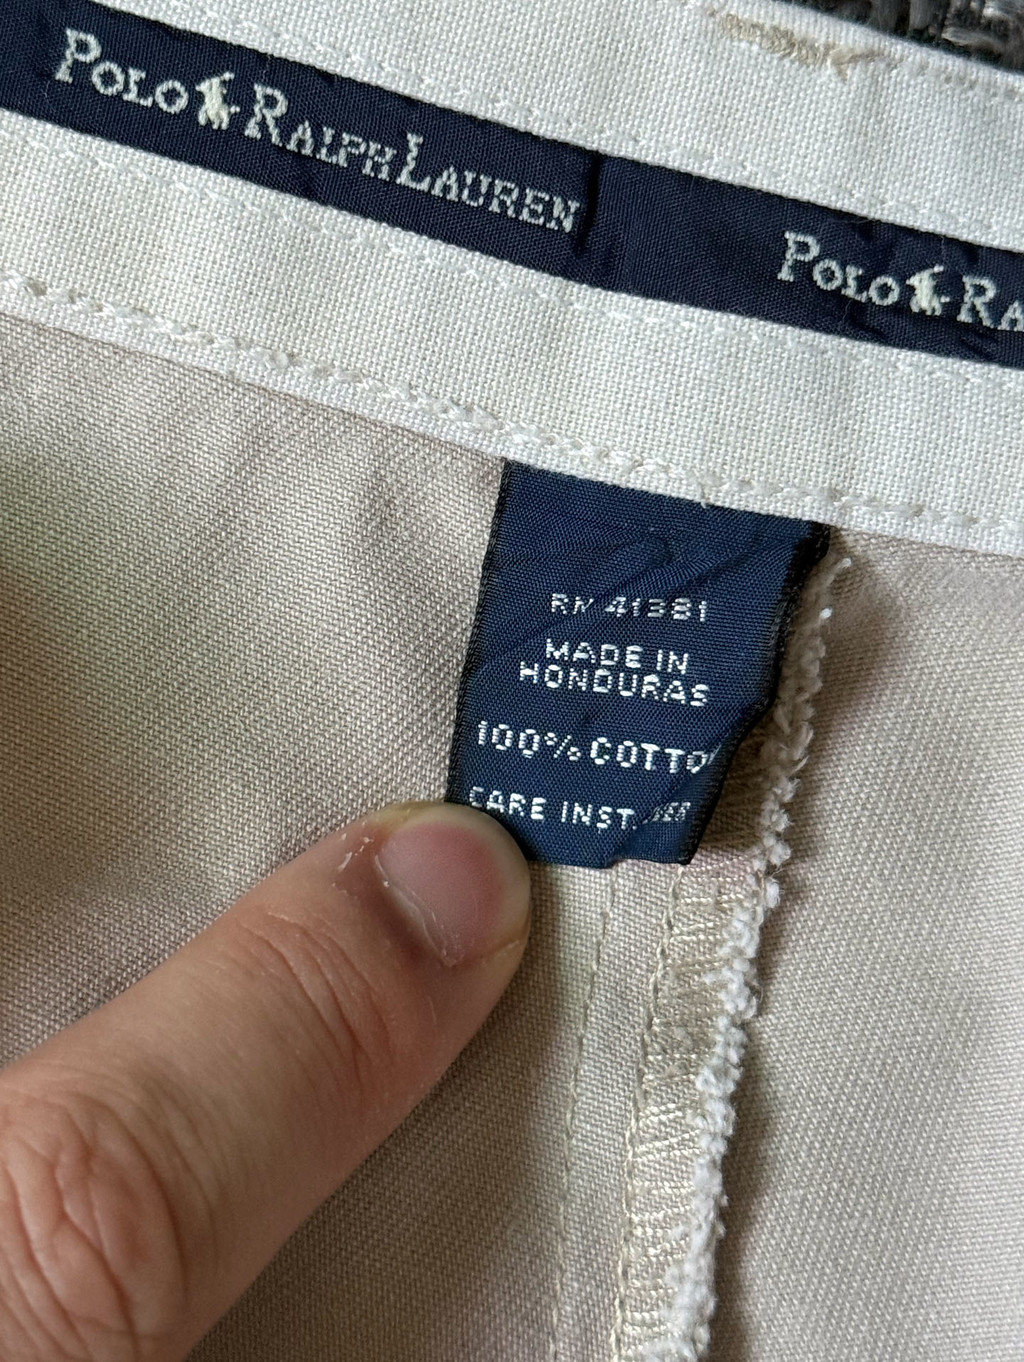 POLO RALPH LAUREN
POLO RA
RN 41381
MADE IN
HONDURAS
100% COTTO
CARE INST.